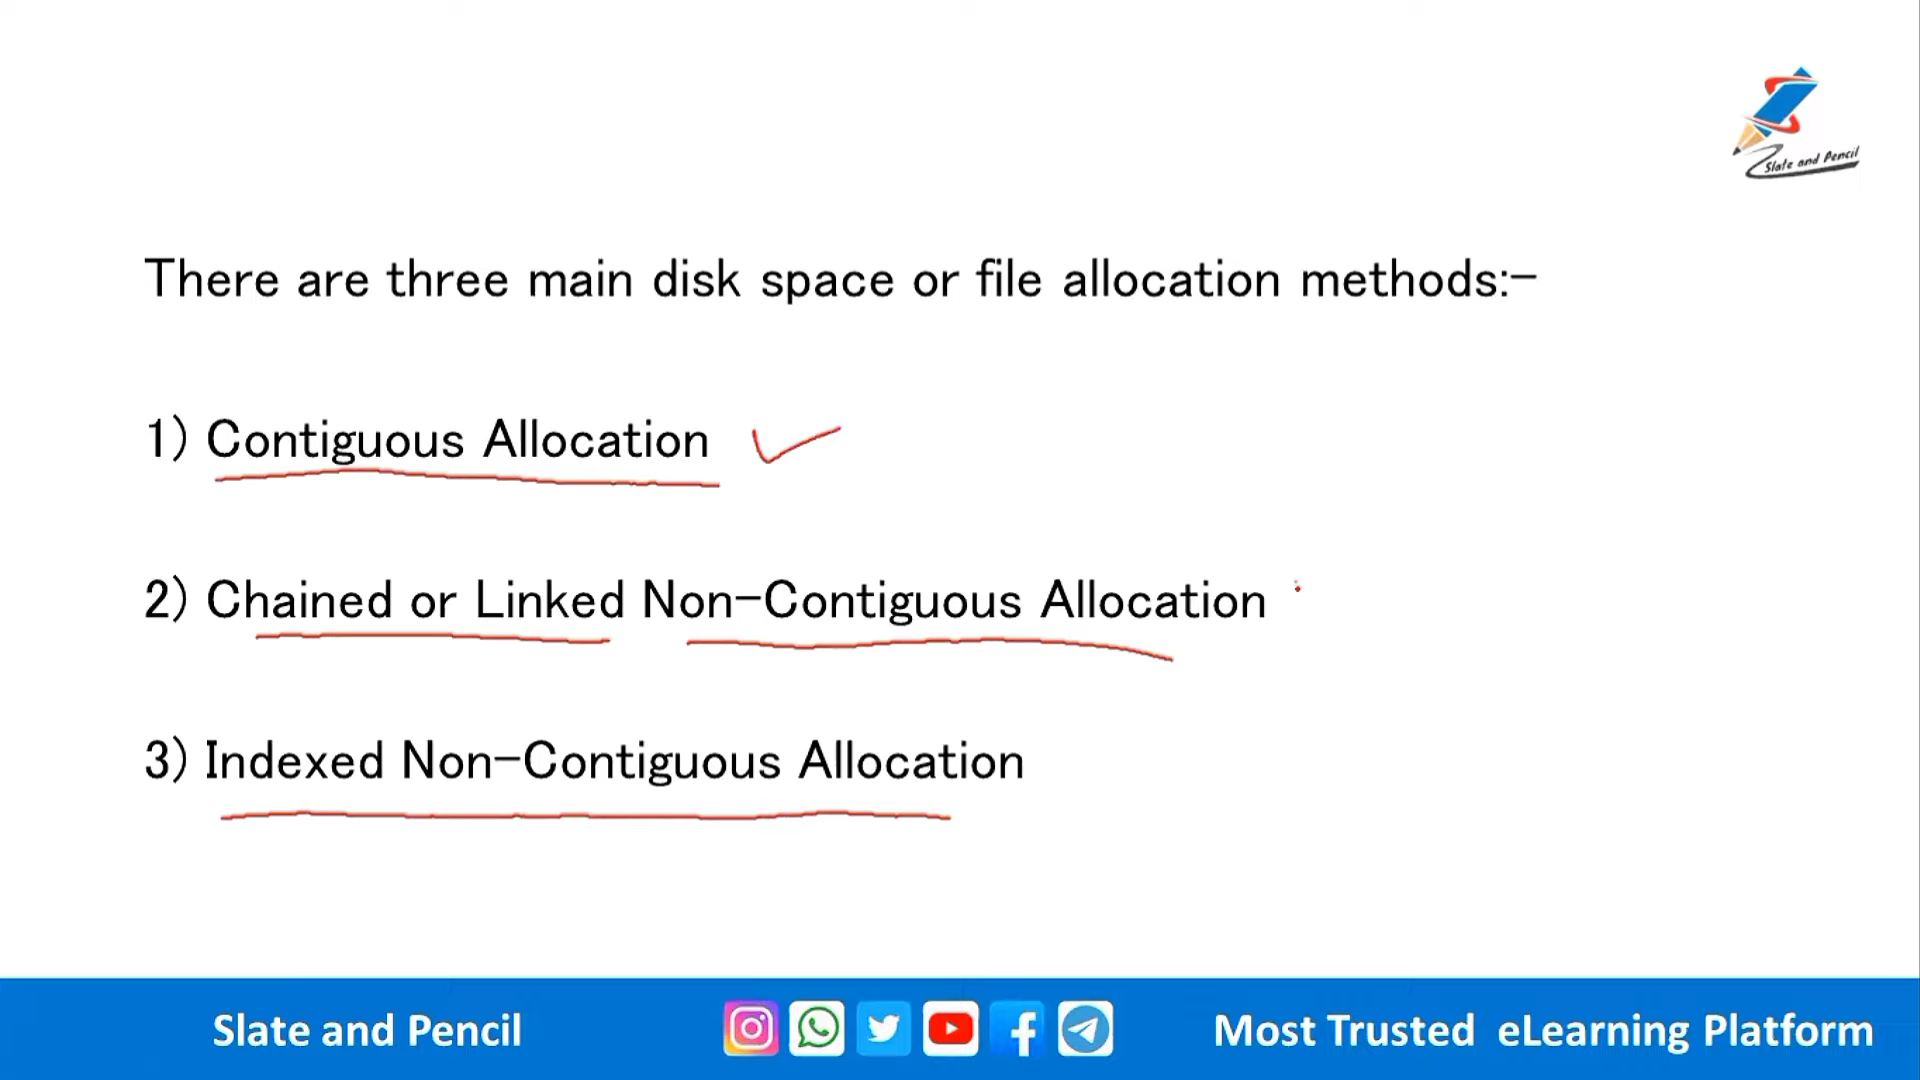 Slate and Pencil
There are three main disk space or file allocation methods:-
1) Contiguous Allocation
2) Chained or Linked Non-Contiguous Allocation
3) Indexed Non-Contiguous Allocation
Slate and Pencil
Most Trusted eLearning Platform